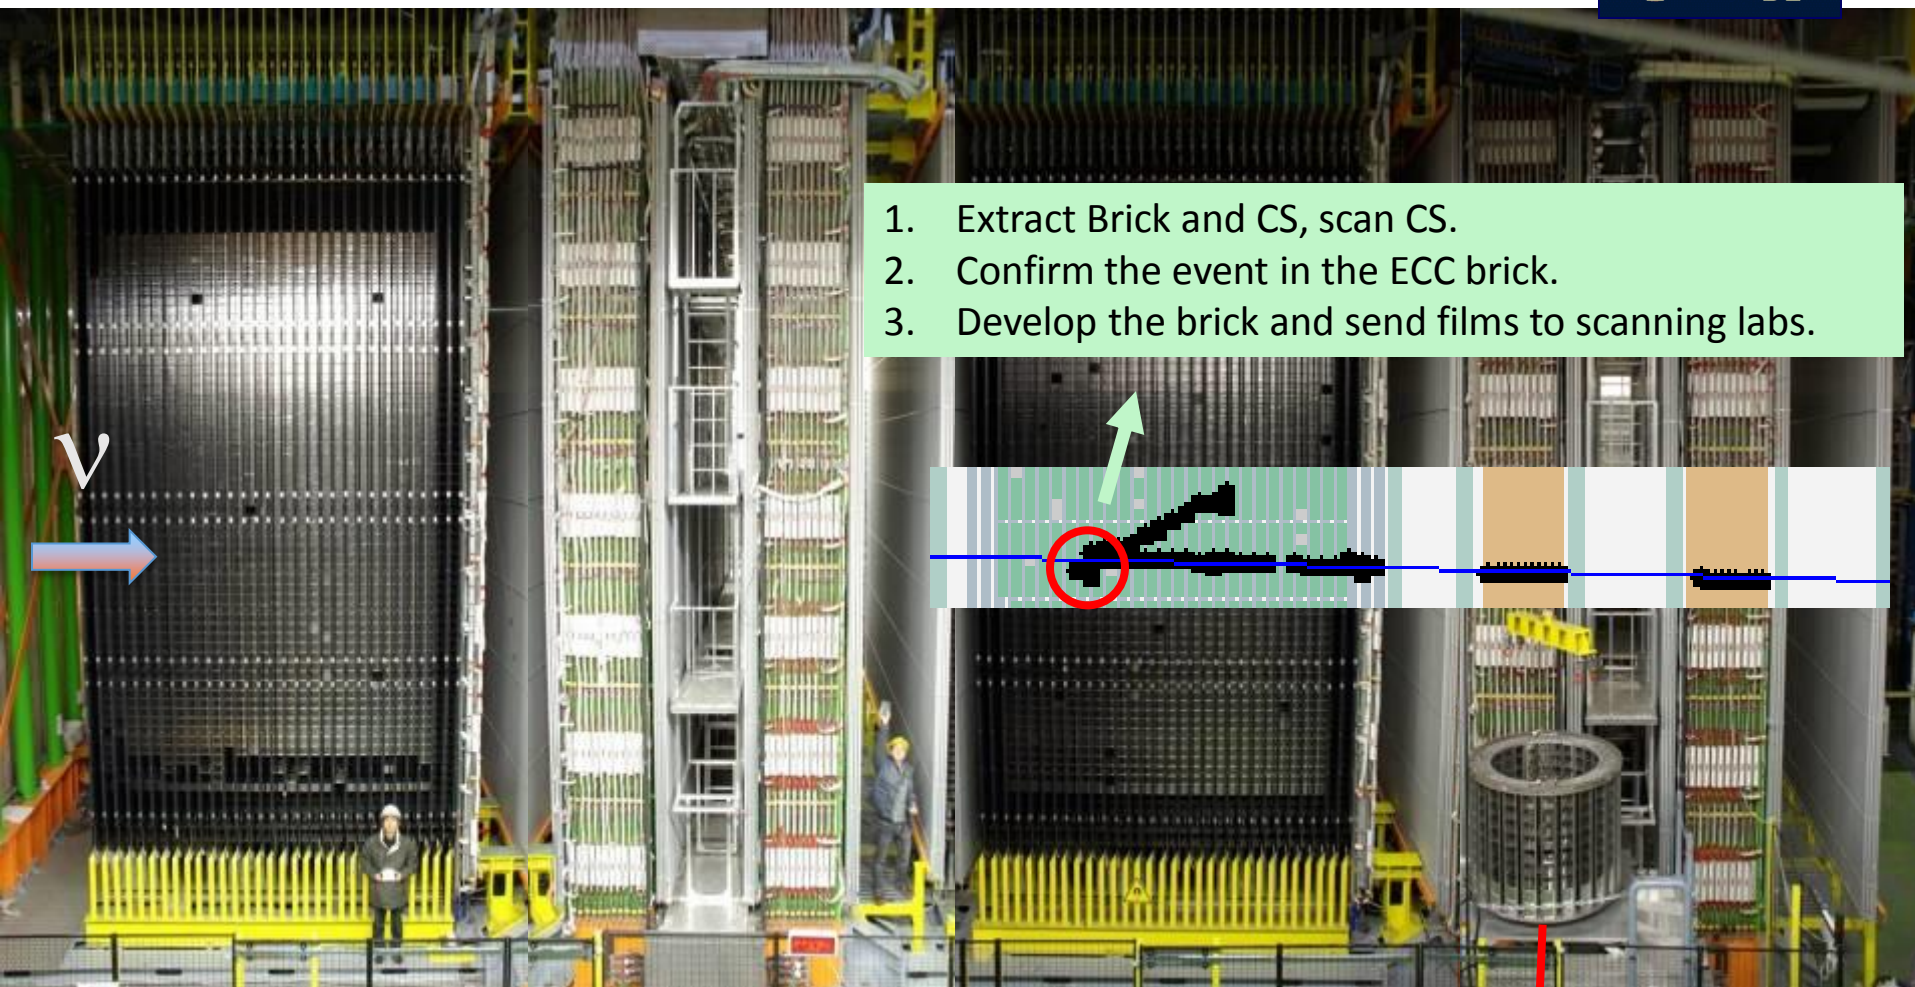 1. Extract Brick and CS, scan CS.
2. Confirm the event in the ECC brick.
3. Develop the brick and send films to scanning labs.
ν